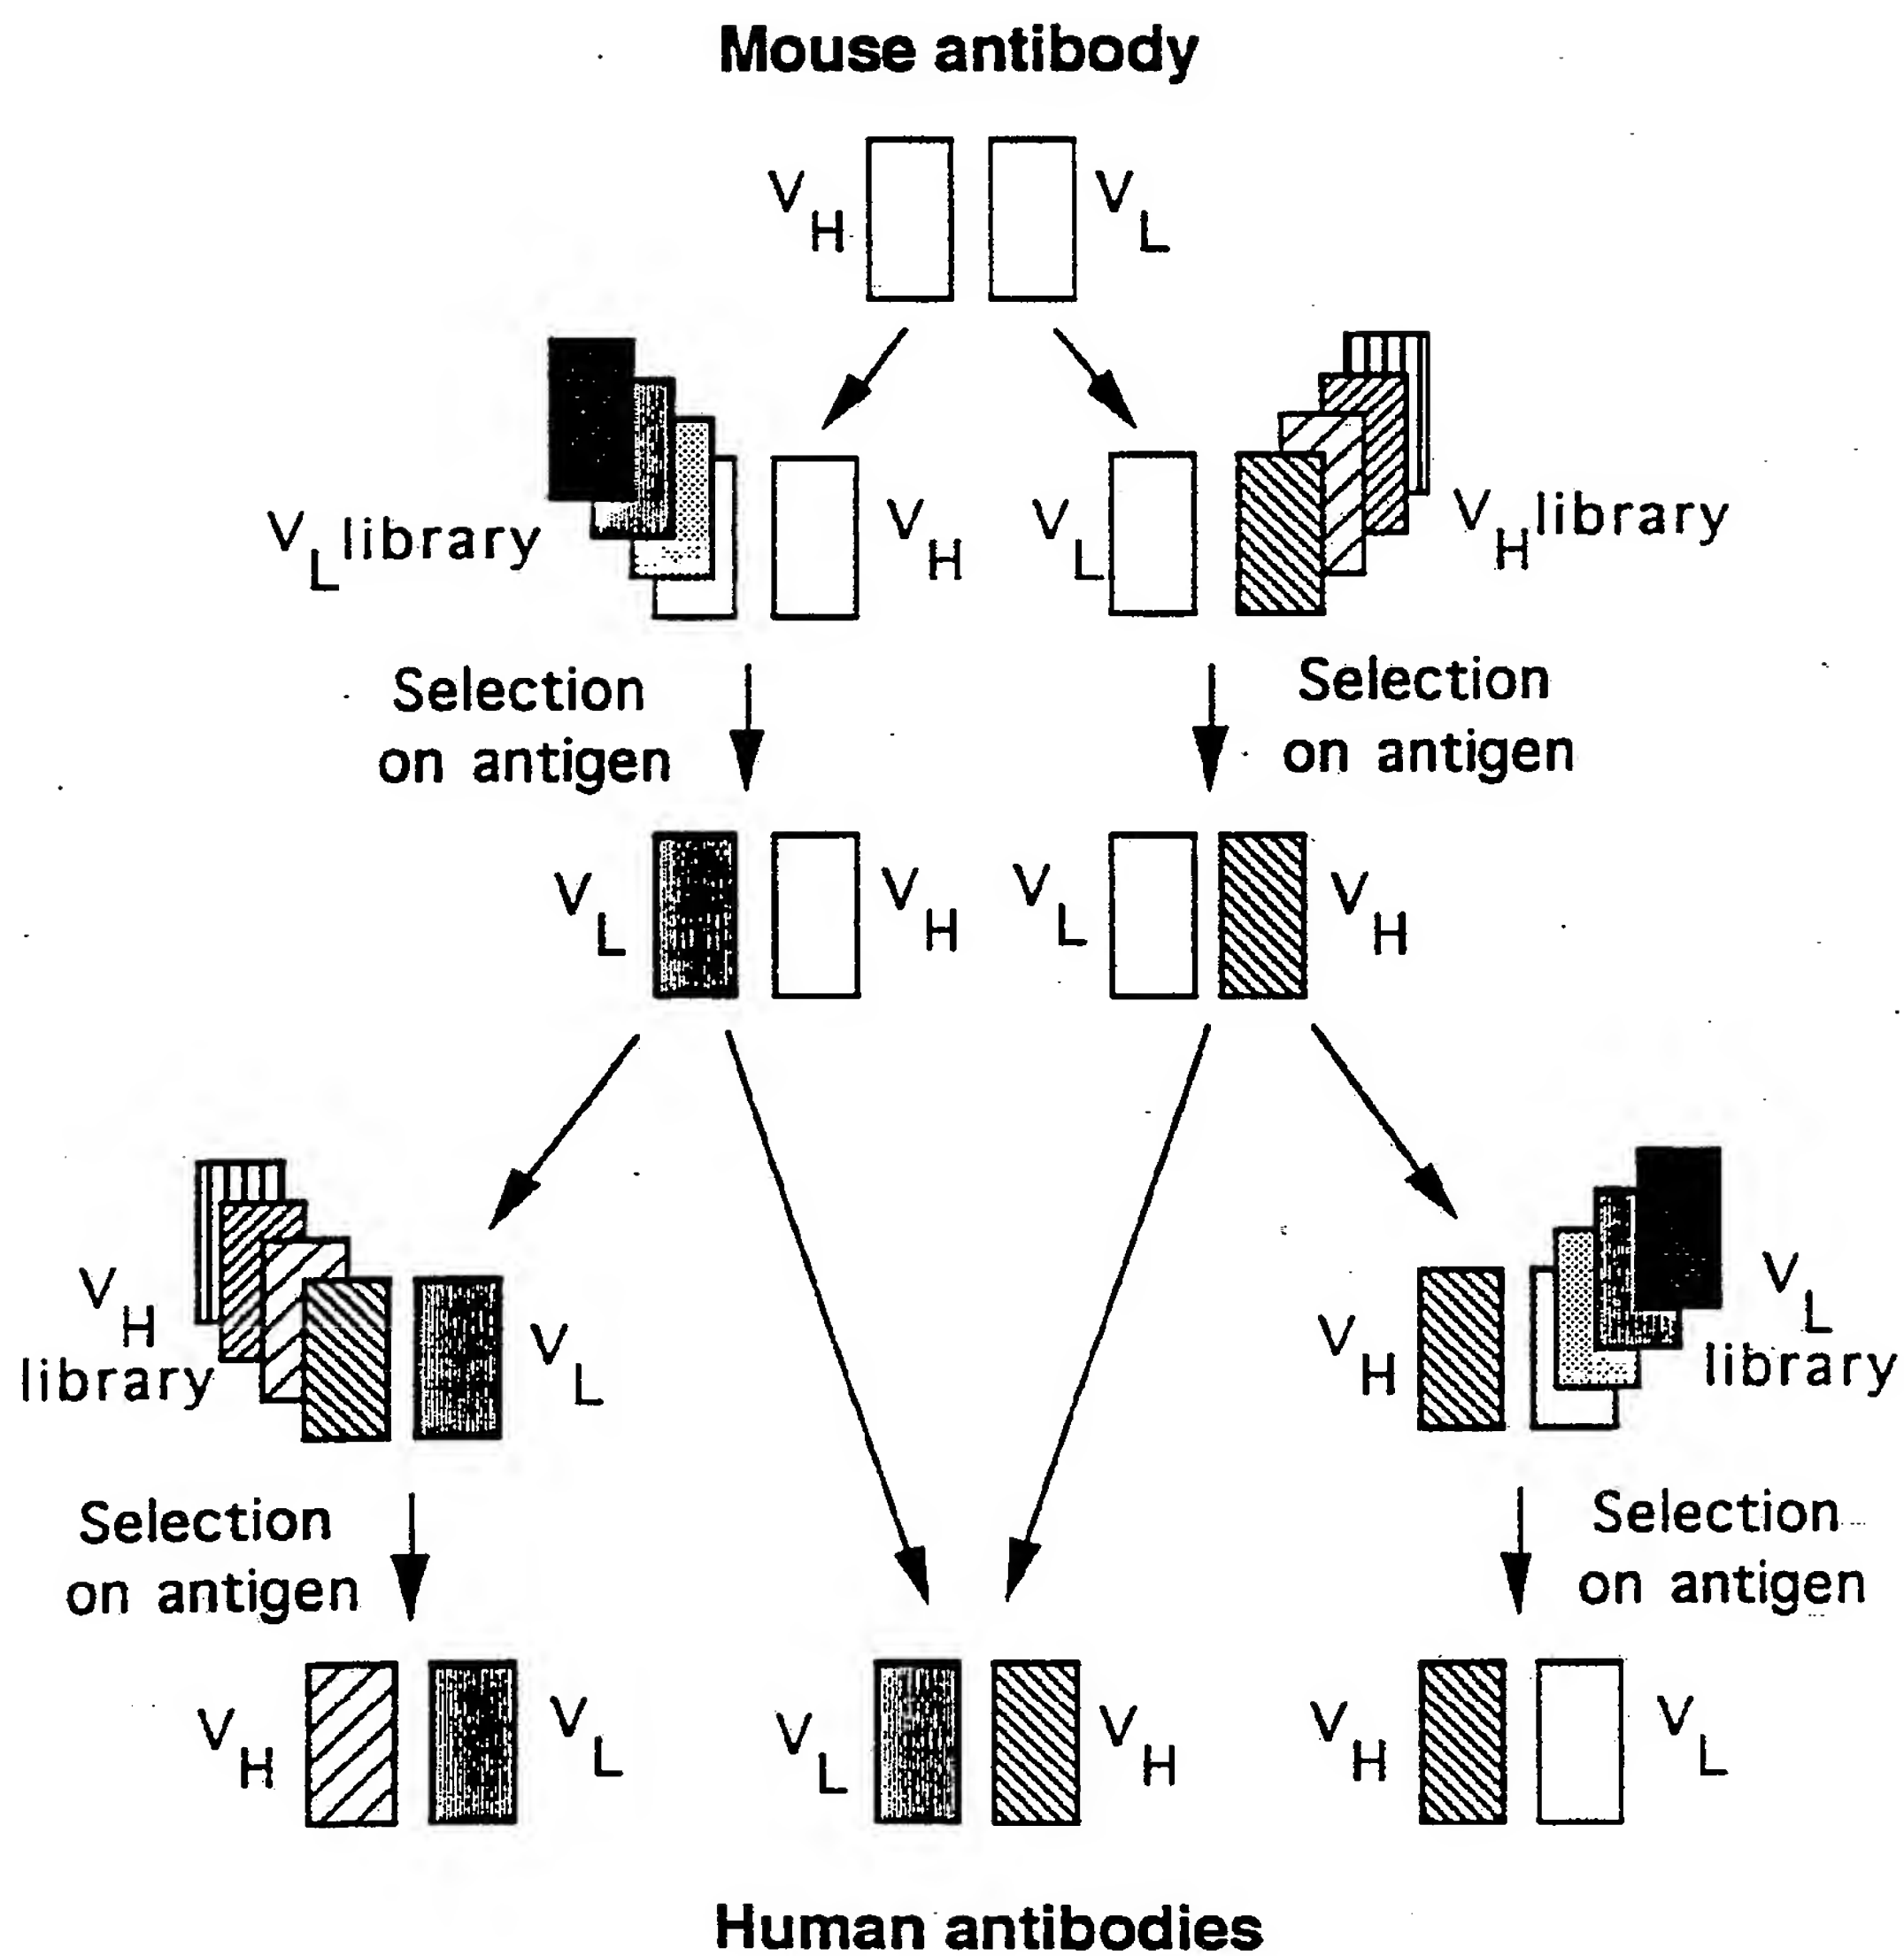 Mouse antibody
VH VL
VL library VH VL VH library
Selection on antigen
Selection on antigen
VL VH VL VH
VH library VL VH VL library
Selection on antigen
Selection on antigen
VH VL VL VH VH VL
Human antibodies